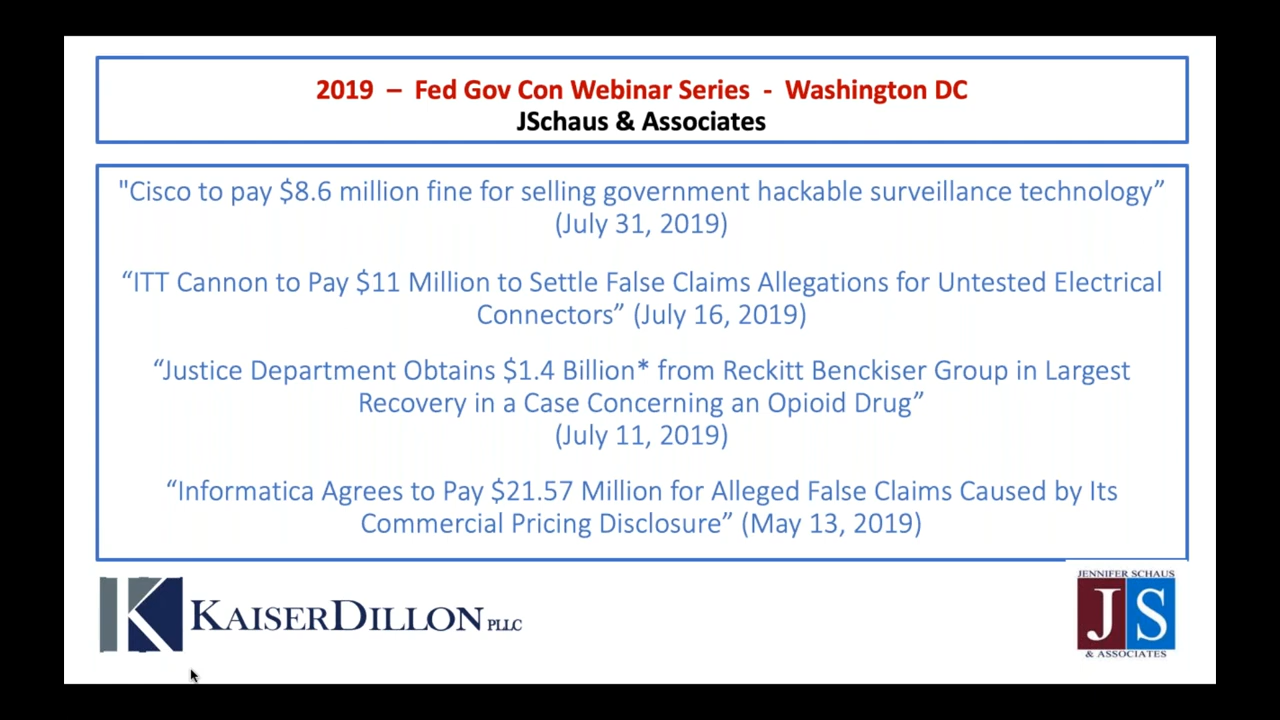 2019 – Fed Gov Con Webinar Series - Washington DC
JSchaus & Associates
"Cisco to pay $8.6 million fine for selling government hackable surveillance technology”
(July 31, 2019)
“ITT Cannon to Pay $11 Million to Settle False Claims Allegations for Untested Electrical
Connectors” (July 16, 2019)
“Justice Department Obtains $1.4 Billion* from Reckitt Benckiser Group in Largest
Recovery in a Case Concerning an Opioid Drug”
(July 11, 2019)
“Informatica Agrees to Pay $21.57 Million for Alleged False Claims Caused by Its
Commercial Pricing Disclosure” (May 13, 2019)
K KAISERDILLON PLLC
JENNIFER SCHAUS
JS
& ASSOCIATES